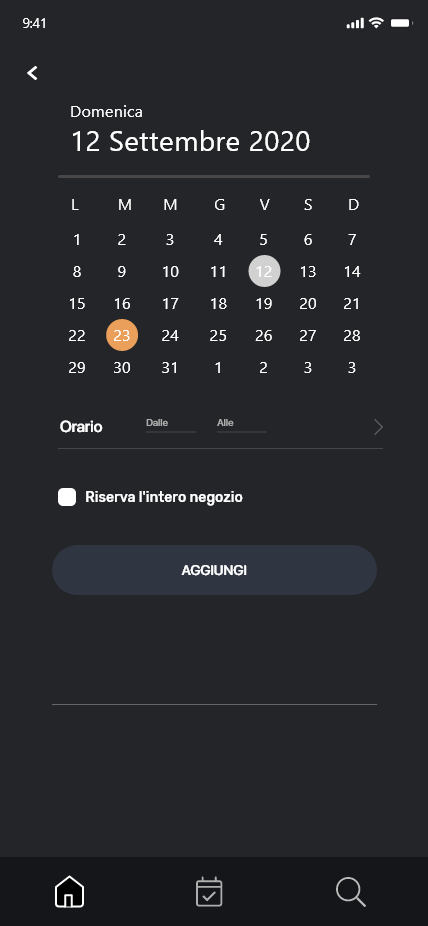 9:41
Domenica
12 Settembre 2020
L M M G V S D
1 2 3 4 5 6 7
8 9 10 11 12 13 14
15 16 17 18 19 20 21
22 23 24 25 26 27 28
29 30 31 1 2 3 3
Orario Dalle Alle
Riserva l'intero negozio
AGGIUNGI